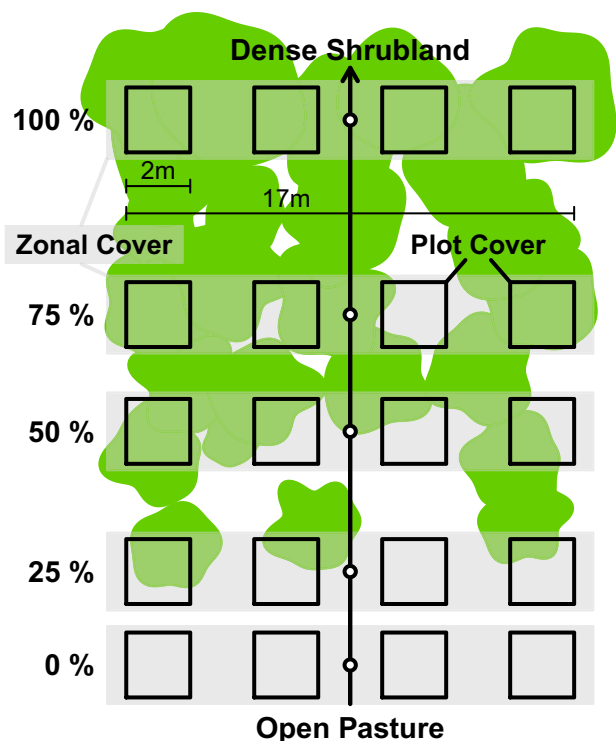 Dense Shrubland
100 %
2m
17m
Zonal Cover
Plot Cover
75 %
50 %
25 %
0 %
Open Pasture